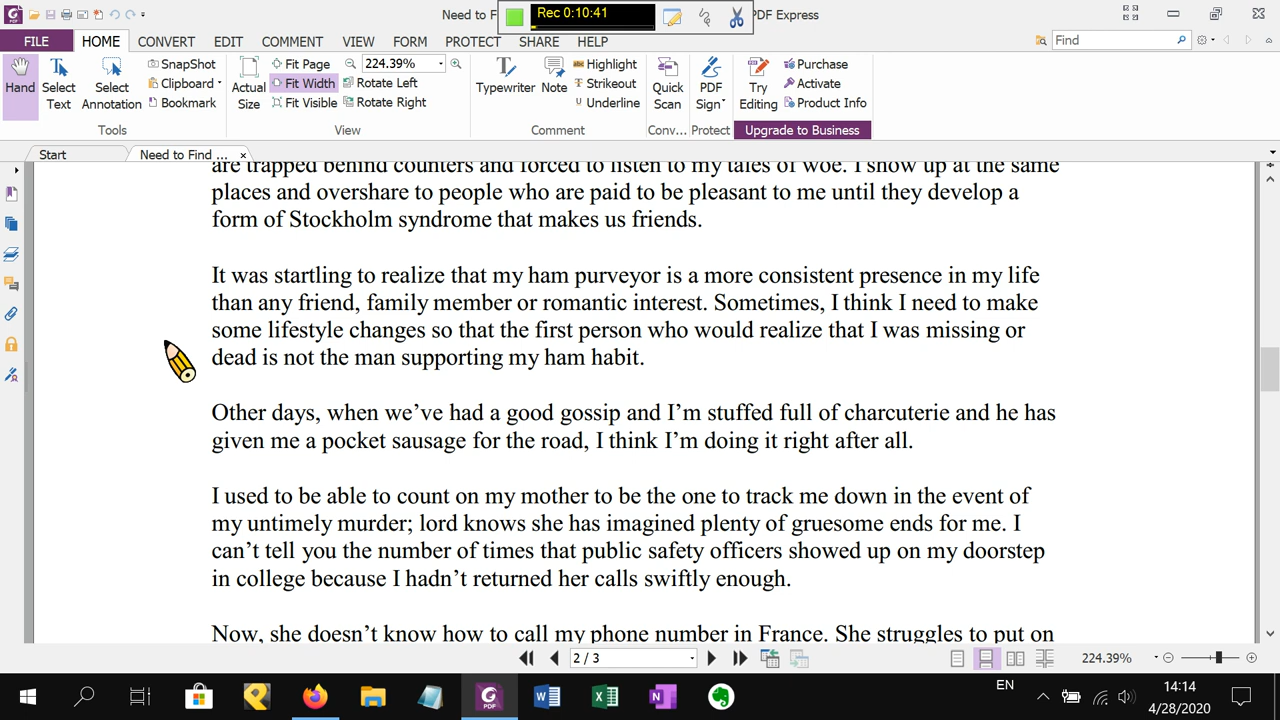 Need to F
Rec 0:10:41
PDF Express
FILE HOME CONVERT EDIT COMMENT VIEW FORM PROTECT SHARE HELP
Find
Hand
Select Text
Select Annotation
SnapShot
Clipboard
Bookmark
Tools
Actual Size
Fit Page
Fit Width
Fit Visible
224.39%
Rotate Left
Rotate Right
View
Typewriter
Note
Highlight
Strikeout
Underline
Comment
Quick Scan
Conv...
PDF Sign
Protect
Try Editing
Purchase
Activate
Product Info
Upgrade to Business
Start
Need to Find ... ×
are trapped behind counters and forced to listen to my tales of woe. I show up at the same
places and overshare to people who are paid to be pleasant to me until they develop a
form of Stockholm syndrome that makes us friends.
It was startling to realize that my ham purveyor is a more consistent presence in my life
than any friend, family member or romantic interest. Sometimes, I think I need to make
some lifestyle changes so that the first person who would realize that I was missing or
dead is not the man supporting my ham habit.
Other days, when we’ve had a good gossip and I’m stuffed full of charcuterie and he has
given me a pocket sausage for the road, I think I’m doing it right after all.
I used to be able to count on my mother to be the one to track me down in the event of
my untimely murder; lord knows she has imagined plenty of gruesome ends for me. I
can’t tell you the number of times that public safety officers showed up on my doorstep
in college because I hadn’t returned her calls swiftly enough.
Now, she doesn’t know how to call my phone number in France. She struggles to put on
2 / 3
224.39%
EN
14:14
4/28/2020